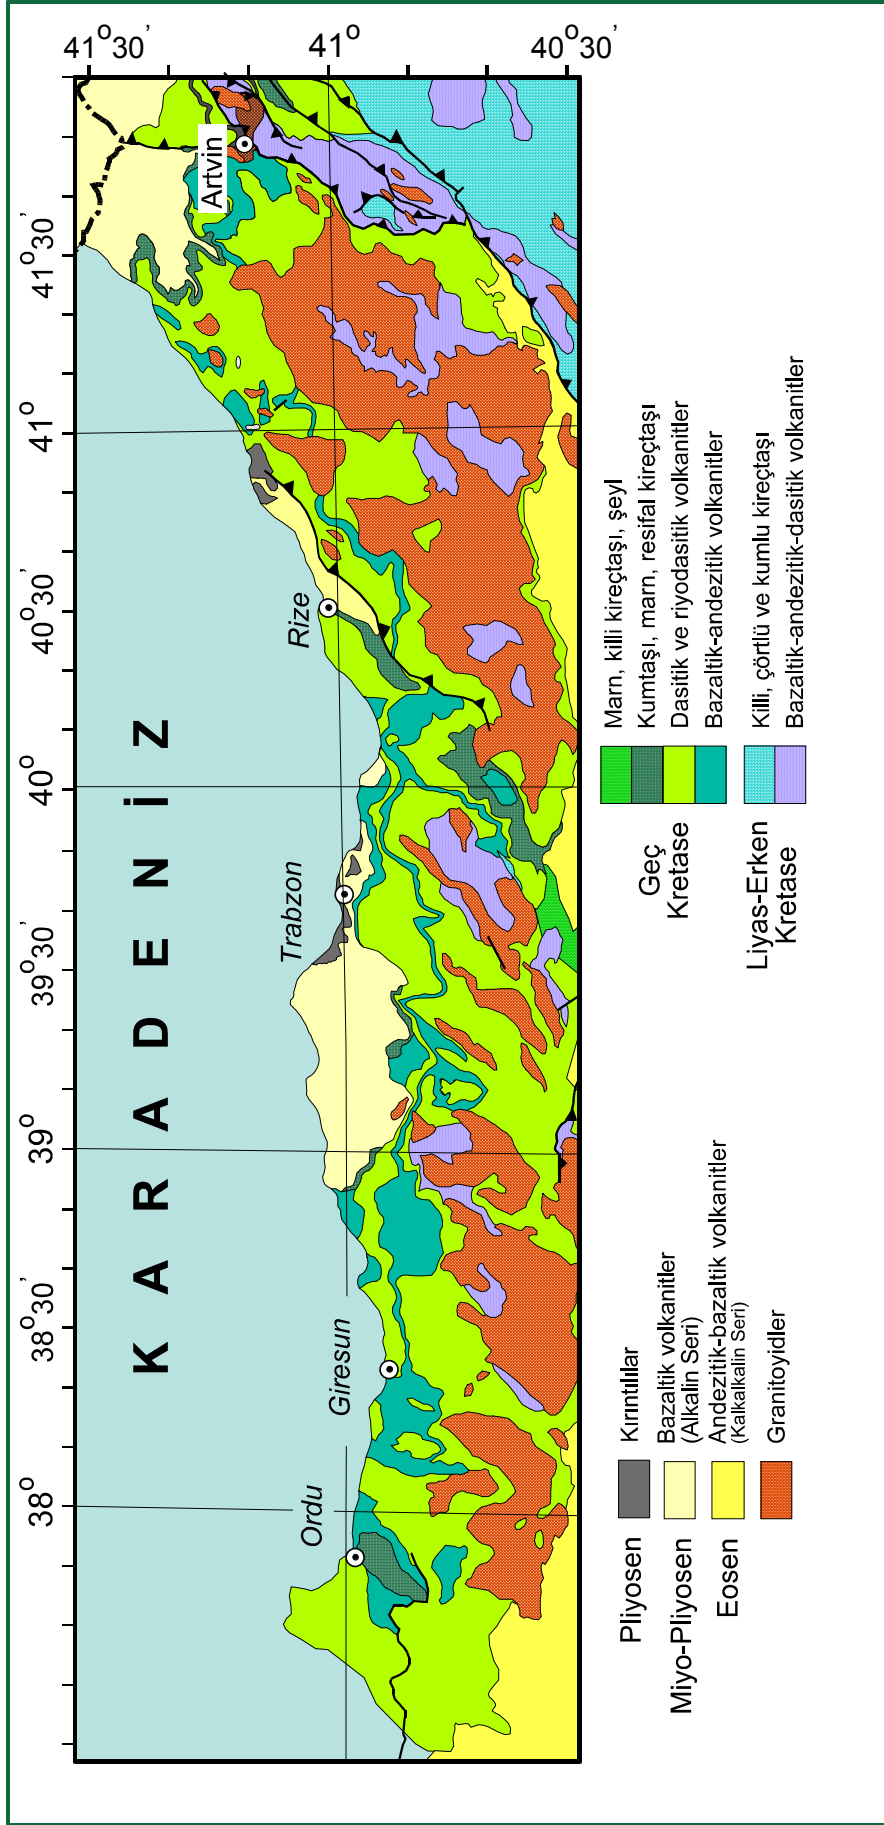 41°30'
41°
40°30'
38°
38°30'
39°
39°30'
40°
40°30'
41°
41°30'
KARADENİZ
Ordu
Giresun
Trabzon
Rize
Artvin
Pliyosen
Kırıntılılar
Miyo-Pliyosen
Bazaltik volkanitler
(Alkalin Seri)
Eosen
Andezitik-bazaltik volkanitler
(Kalkalkalin Seri)
Granitoyidler
Geç
Kretase
Marn, killi kireçtaşı, şeyl
Kumtaşı, marn, resifal kireçtaşı
Dasitik ve riyodasitik volkanitler
Bazaltik-andezitik volkanitler
Liyas-Erken
Kretase
Killi, çörtlü ve kumlu kireçtaşı
Bazaltik-andezitik-dasitik volkanitler